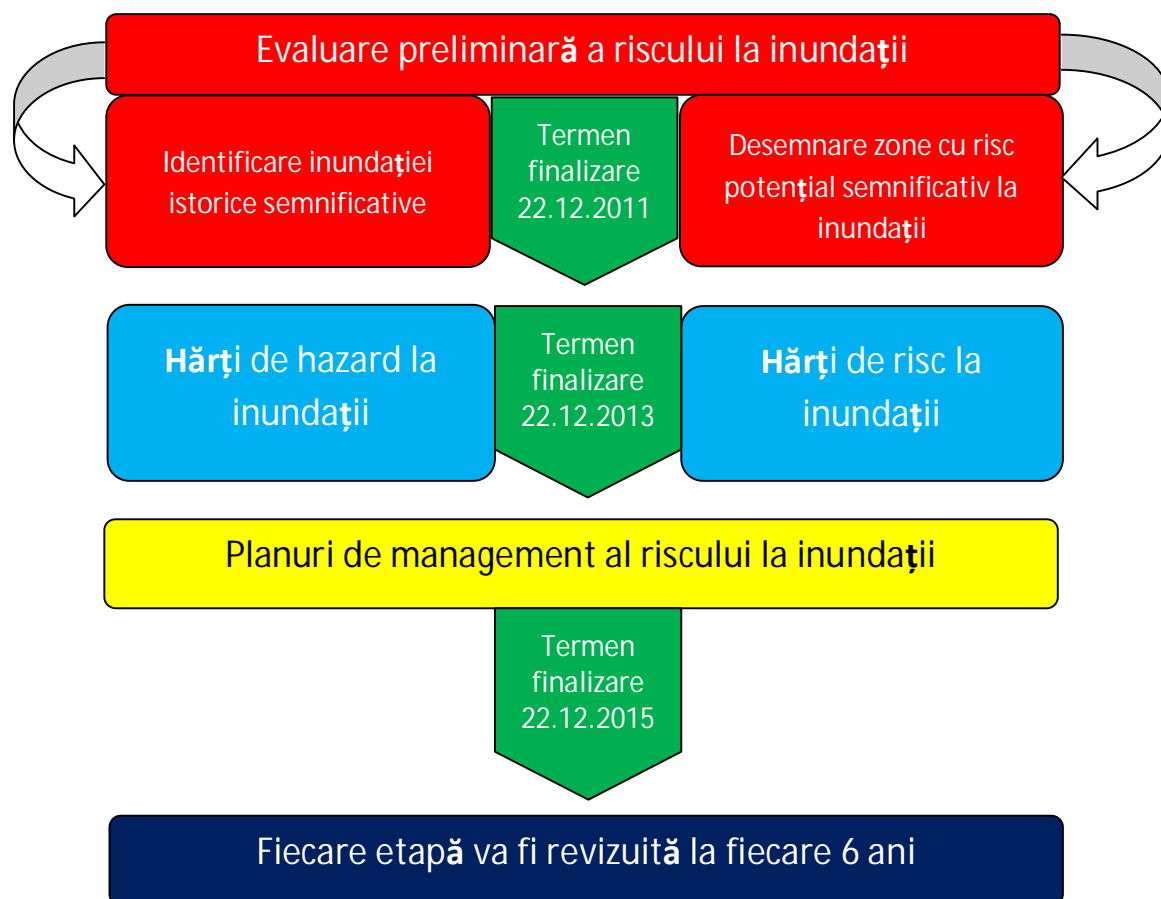 Evaluare preliminară a riscului la inundații
Identificare inundației
istorice semnificative
Termen
finalizare
22.12.2011
Desemnare zone cu risc
potențial semnificativ la
inundații
Hărți de hazard la
inundații
Termen
finalizare
22.12.2013
Hărți de risc la
inundații
Planuri de management al riscului la inundații
Termen
finalizare
22.12.2015
Fiecare etapă va fi revizuită la fiecare 6 ani